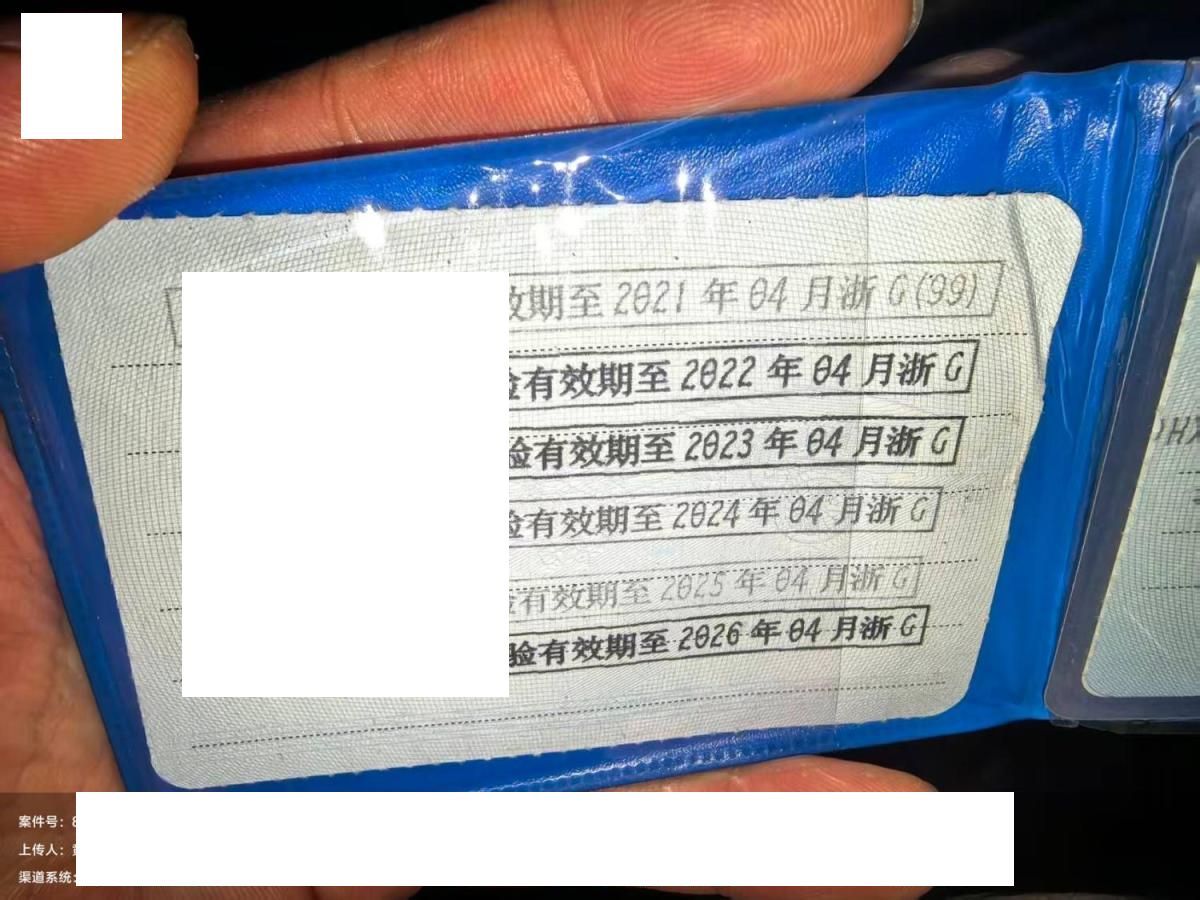 效期至 2021 年 04 月浙 G(99)
验有效期至 2022 年 04 月浙 G
验有效期至 2023 年 04 月浙 G
验有效期至 2024 年 04 月浙 G
验有效期至 2025 年 04 月浙 G
验有效期至 2026 年 04 月浙 G
案件号：
上传人：
渠道系统：